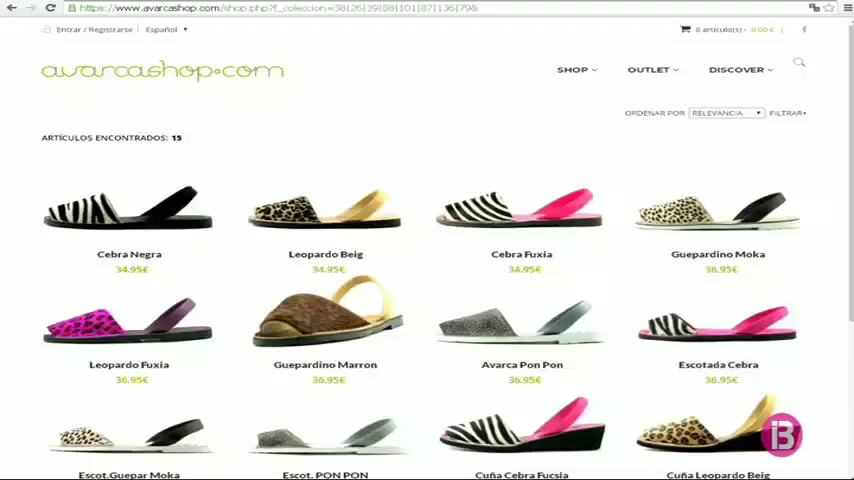 https://www.avarcashop.com/shop.php?f_coleccion=38|26|39|88|101|87|136|79&
Entrar / Registrarse Español 0 artículo(s) - 0.00 €
avarcashop.com
SHOP OUTLET DISCOVER
ORDENAR POR RELEVANCIA FILTRAR
ARTÍCULOS ENCONTRADOS: 15
Cebra Negra Leopardo Beig Cebra Fuxia Guepardino Moka
34.95€ 34.95€ 34.95€ 36.95€
Leopardo Fuxia Guepardino Marron Avarca Pon Pon Escotada Cebra
36.95€ 36.95€ 36.95€ 36.95€
Escot.Guepar Moka Escot. PON PON Cuña Cebra Fucsia Cuña Leopardo Beig
iB